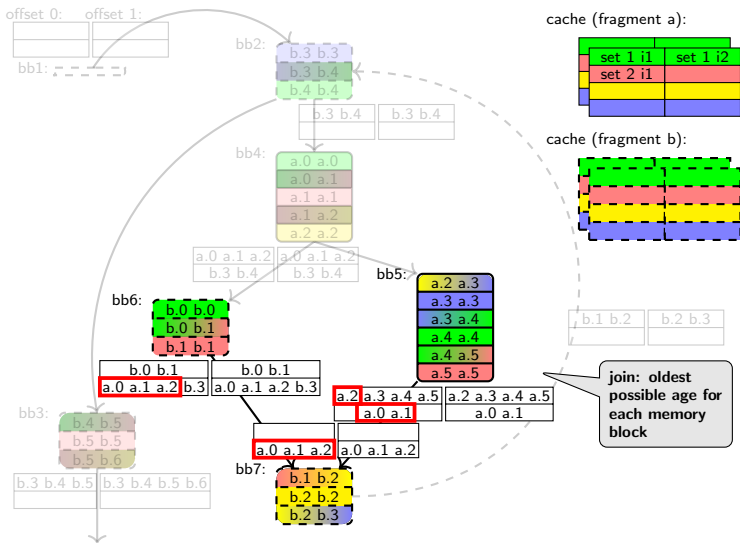 offset 0: offset 1:
bb1:
bb2:
b.3 b.3
b.3 b.4
b.4 b.4
b.3 b.4 b.3 b.4
bb4:
a.0 a.0
a.0 a.1
a.1 a.1
a.1 a.2
a.2 a.2
a.0 a.1 a.2 a.0 a.1 a.2
b.3 b.4 b.3 b.4
bb5:
a.2 a.3
a.3 a.3
a.3 a.4
a.4 a.4
a.4 a.5
a.5 a.5
a.2 a.3 a.4 a.5 a.2 a.3 a.4 a.5
a.0 a.1 a.0 a.1
bb6:
b.0 b.0
b.0 b.1
b.1 b.1
b.0 b.1 b.0 b.1
a.0 a.1 a.2 b.3 a.0 a.1 a.2 b.3
a.0 a.1 a.2 a.0 a.1 a.2
bb7:
b.1 b.2
b.2 b.2
b.2 b.3
bb3:
b.4 b.5
b.5 b.5
b.5 b.6
b.3 b.4 b.5 b.3 b.4 b.5 b.6
b.1 b.2 b.2 b.3
cache (fragment a):
set 1 i1 set 1 i2
set 2 i1
cache (fragment b):
join: oldest
possible age for
each memory
block